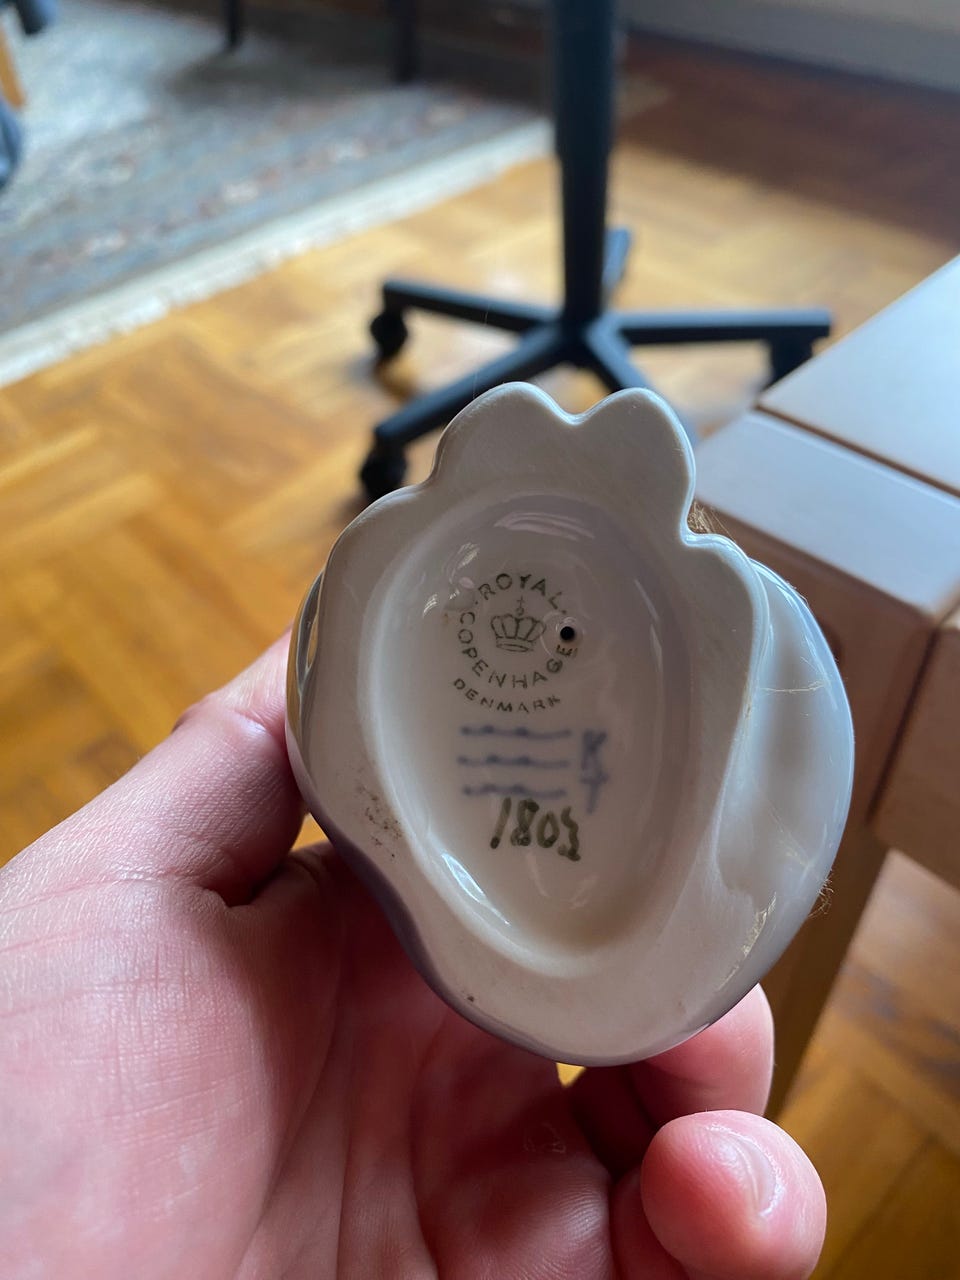 ROYAL
COPENHAGEN
DENMARK
K
T
1803